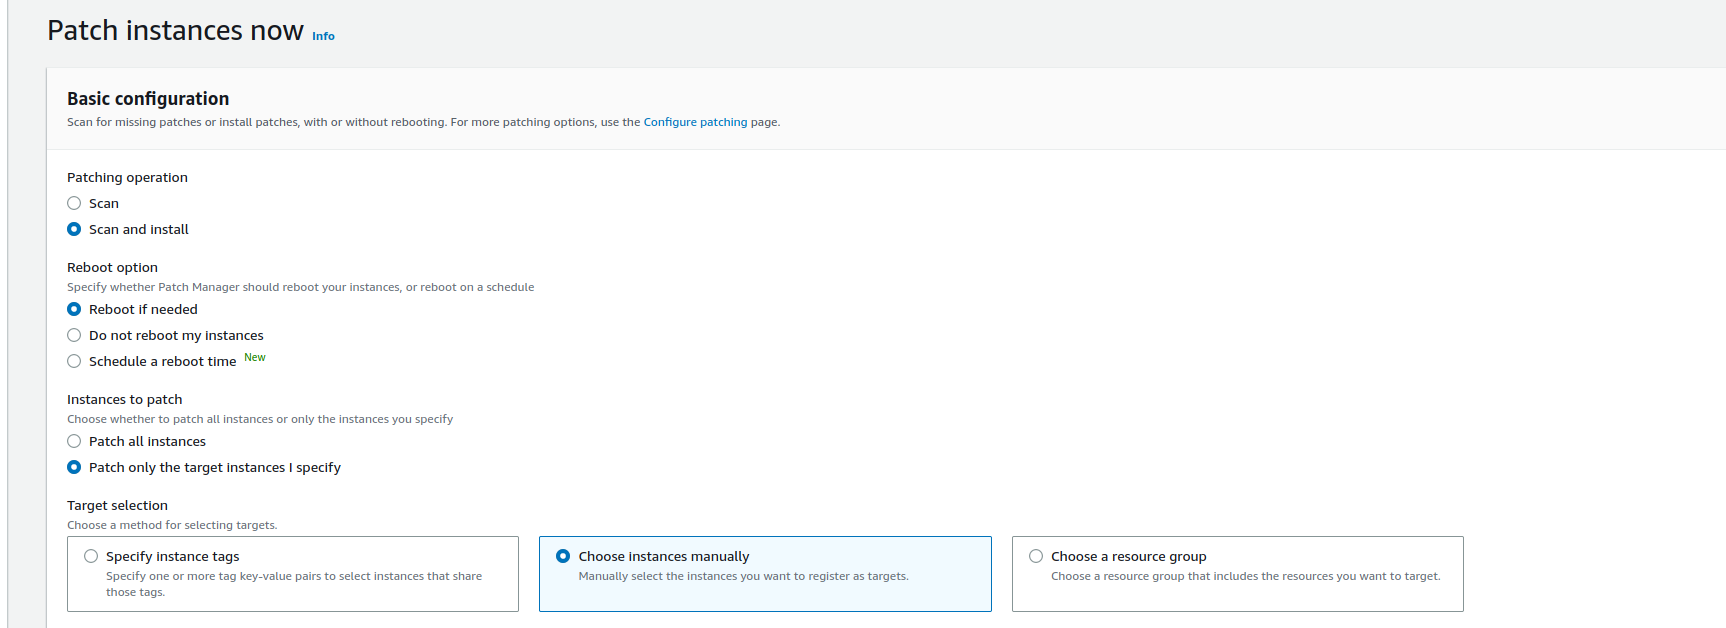 Patch instances now Info
Basic configuration
Scan for missing patches or install patches, with or without rebooting. For more patching options, use the Configure patching page.
Patching operation
Scan
Scan and install
Reboot option
Specify whether Patch Manager should reboot your instances, or reboot on a schedule
Reboot if needed
Do not reboot my instances
Schedule a reboot time New
Instances to patch
Choose whether to patch all instances or only the instances you specify
Patch all instances
Patch only the target instances I specify
Target selection
Choose a method for selecting targets.
Specify instance tags
Specify one or more tag key-value pairs to select instances that share
those tags.
Choose instances manually
Manually select the instances you want to register as targets.
Choose a resource group
Choose a resource group that includes the resources you want to target.